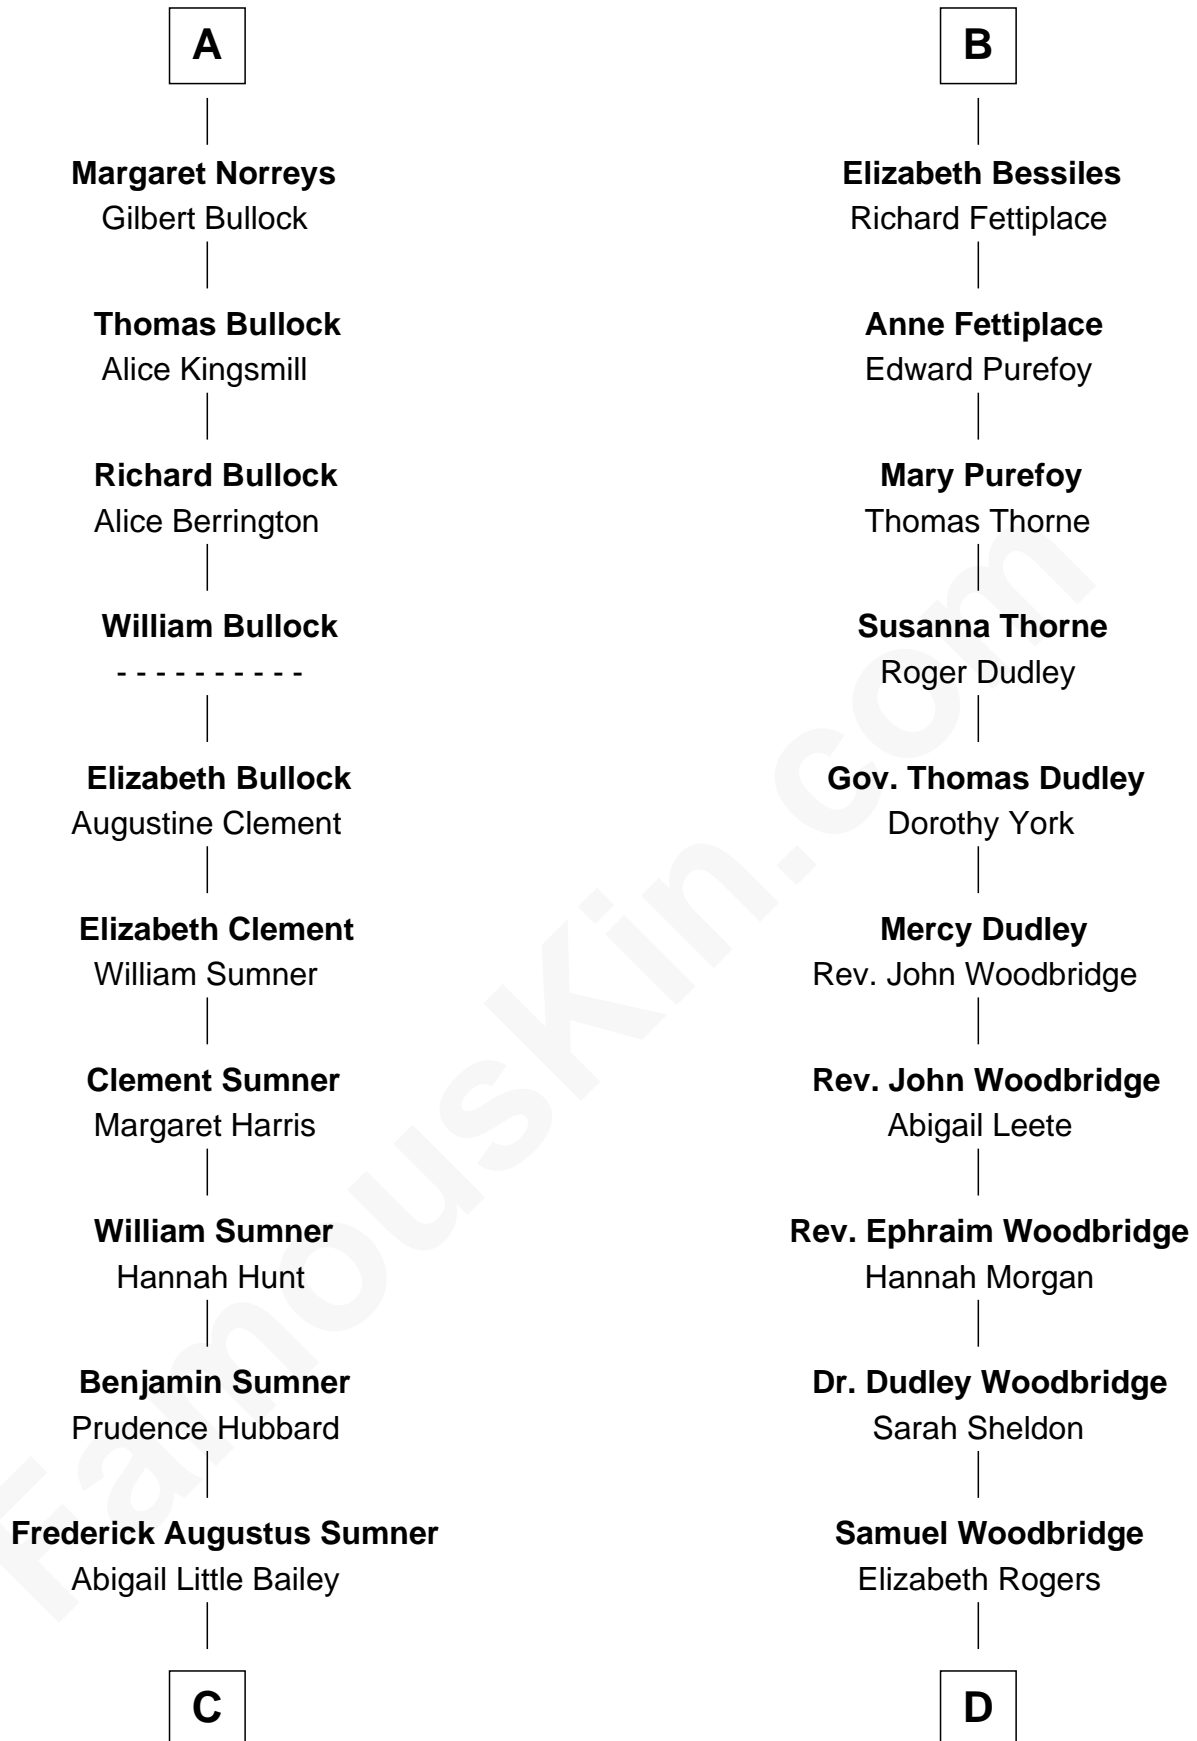 A
Margaret Norreys
Gilbert Bullock
Thomas Bullock
Alice Kingsmill
Richard Bullock
Alice Berrington
William Bullock
- - - - - - - - - -
Elizabeth Bullock
Augustine Clement
Elizabeth Clement
William Sumner
Clement Sumner
Margaret Harris
William Sumner
Hannah Hunt
Benjamin Sumner
Prudence Hubbard
Frederick Augustus Sumner
Abigail Little Bailey
C
B
Elizabeth Bessiles
Richard Fettiplace
Anne Fettiplace
Edward Purefoy
Mary Purefoy
Thomas Thorne
Susanna Thorne
Roger Dudley
Gov. Thomas Dudley
Dorothy York
Mercy Dudley
Rev. John Woodbridge
Rev. John Woodbridge
Abigail Leete
Rev. Ephraim Woodbridge
Hannah Morgan
Dr. Dudley Woodbridge
Sarah Sheldon
Samuel Woodbridge
Elizabeth Rogers
D
FamousKin.com